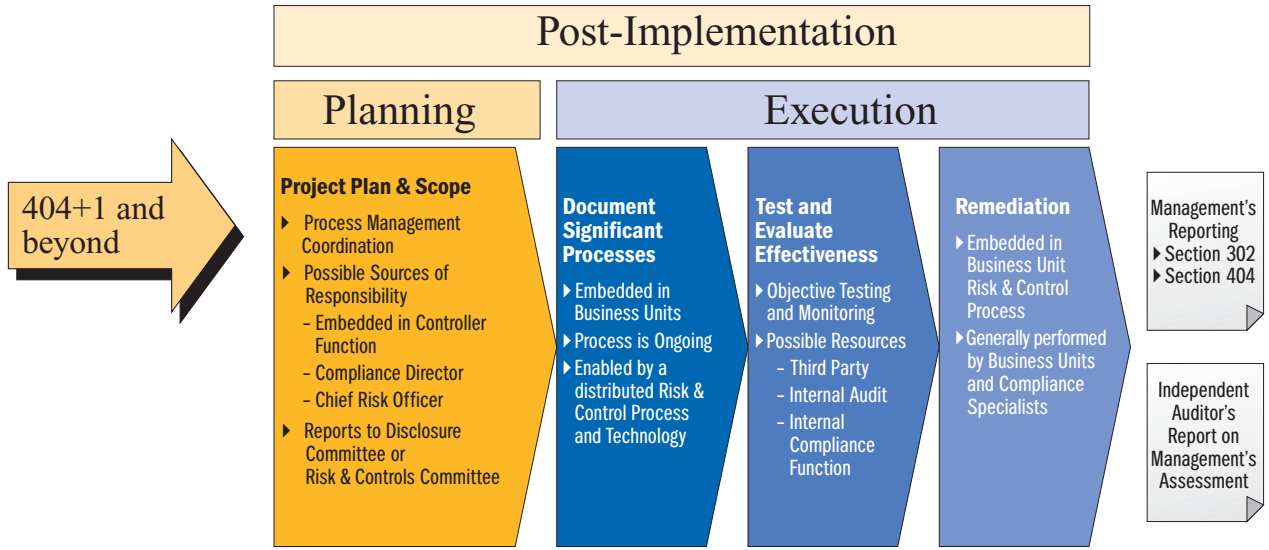 Post-Implementation
Planning
Execution
404+1 and
beyond
Project Plan & Scope
Process Management
Coordination
Possible Sources of
Responsibility
– Embedded in Controller
Function
– Compliance Director
– Chief Risk Officer
Reports to Disclosure
Committee or
Risk & Controls Committee
Document
Significant
Processes
Embedded in
Business Units
Process is Ongoing
Enabled by a
distributed Risk &
Control Process
and Technology
Test and
Evaluate
Effectiveness
Objective Testing
and Monitoring
Possible Resources
– Third Party
– Internal Audit
– Internal
Compliance
Function
Remediation
Embedded in
Business Unit
Risk & Control
Process
Generally performed
by Business Units
and Compliance
Specialists
Management's
Reporting
Section 302
Section 404
Independent
Auditor's
Report on
Management's
Assessment